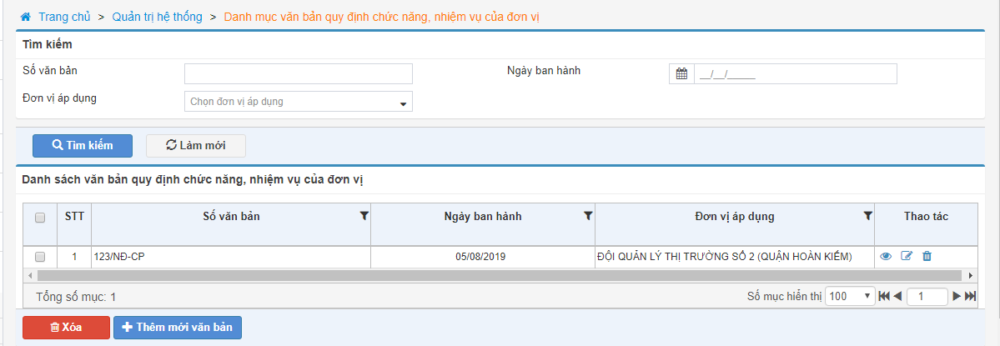 Trang chủ > Quản trị hệ thống > Danh mục văn bản quy định chức năng, nhiệm vụ của đơn vị
Tìm kiếm
Số văn bản
Ngày ban hành __/__/_____
Đơn vị áp dụng Chọn đơn vị áp dụng
Tìm kiếm Làm mới
Danh sách văn bản quy định chức năng, nhiệm vụ của đơn vị
STT Số văn bản Ngày ban hành Đơn vị áp dụng Thao tác
1 123/NĐ-CP 05/08/2019 ĐỘI QUẢN LÝ THỊ TRƯỜNG SỐ 2 (QUẬN HOÀN KIẾM)
Tổng số mục: 1 Số mục hiển thị 100 1
Xóa Thêm mới văn bản